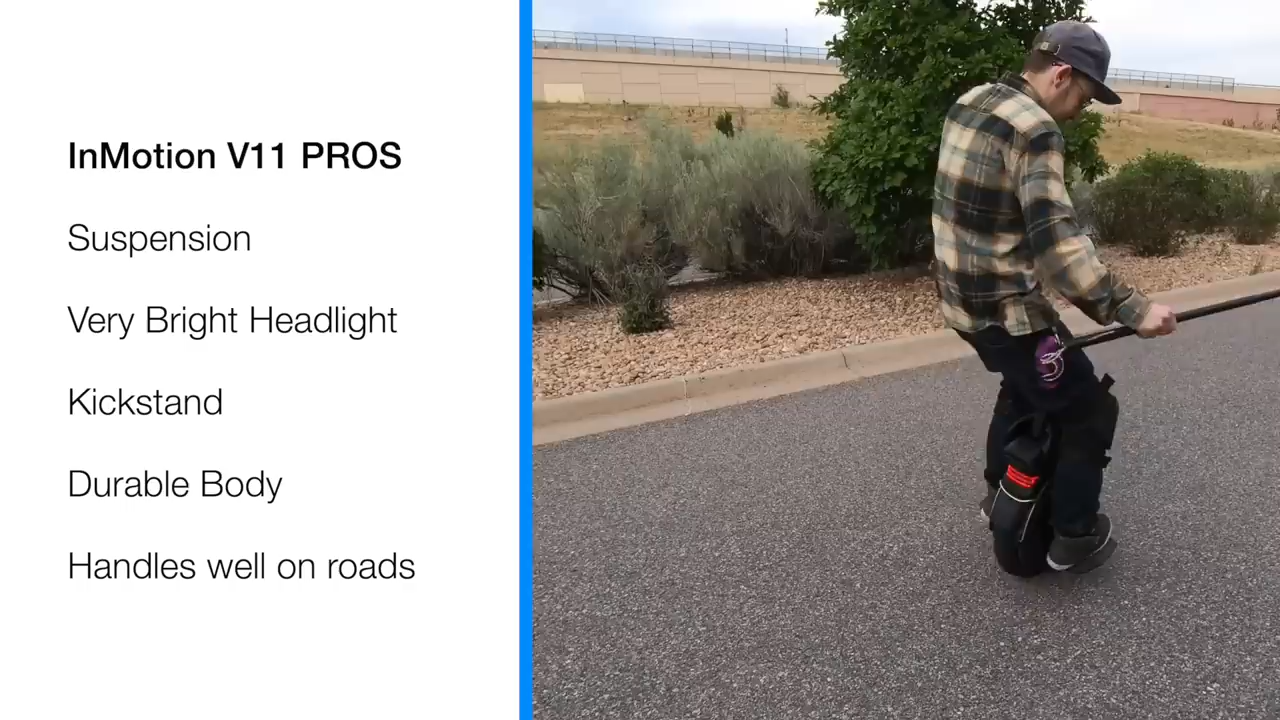 InMotion V11 PROS
Suspension
Very Bright Headlight
Kickstand
Durable Body
Handles well on roads